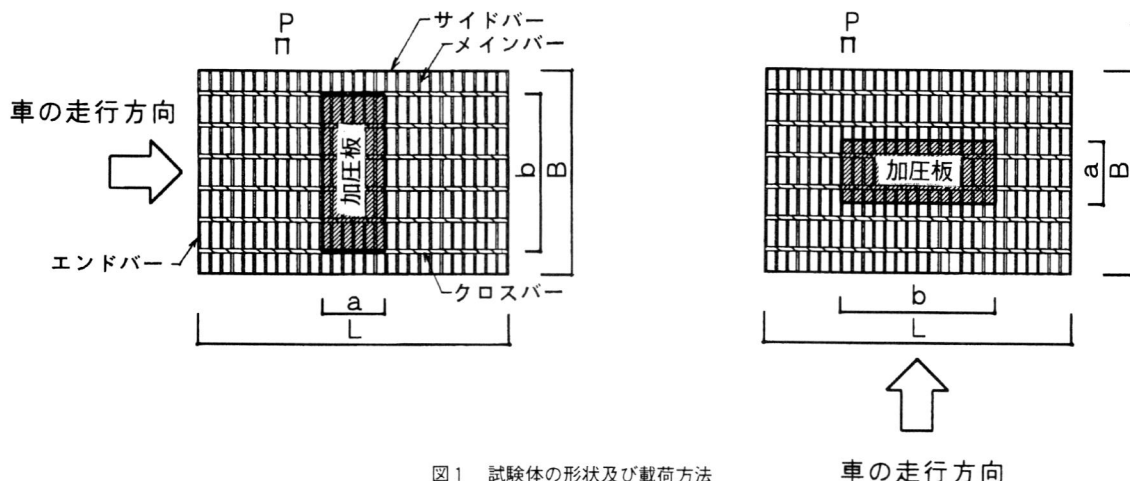 P
サイドバー
メインバー
車の走行方向
加圧板
b
B
エンドバー
クロスバー
a
L
P
加圧板
a
B
b
L
図1 試験体の形状及び載荷方法
車の走行方向